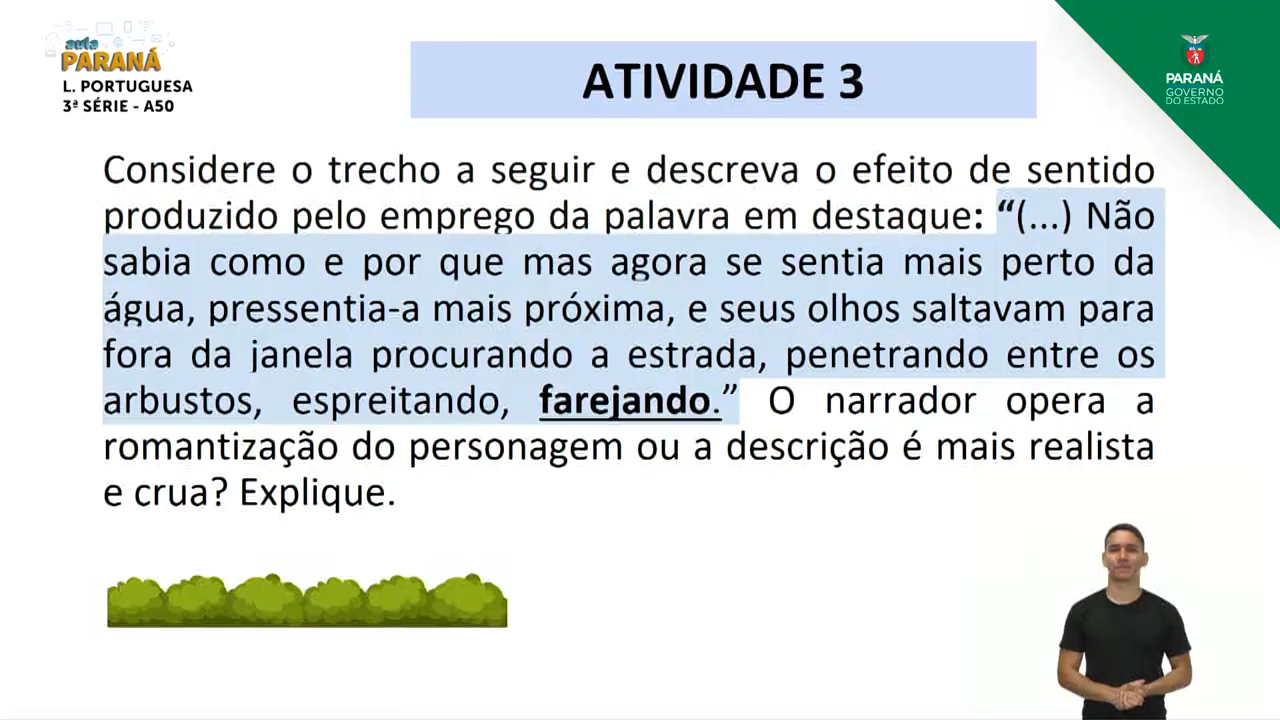 aula
PARANÁ
L. PORTUGUESA
3ª SÉRIE - A50
ATIVIDADE 3
PARANÁ
GOVERNO
DO ESTADO
Considere o trecho a seguir e descreva o efeito de sentido
produzido pelo emprego da palavra em destaque: “(...) Não
sabia como e por que mas agora se sentia mais perto da
água, pressentia-a mais próxima, e seus olhos saltavam para
fora da janela procurando a estrada, penetrando entre os
arbustos, espreitando, farejando.” O narrador opera a
romantização do personagem ou a descrição é mais realista
e crua? Explique.